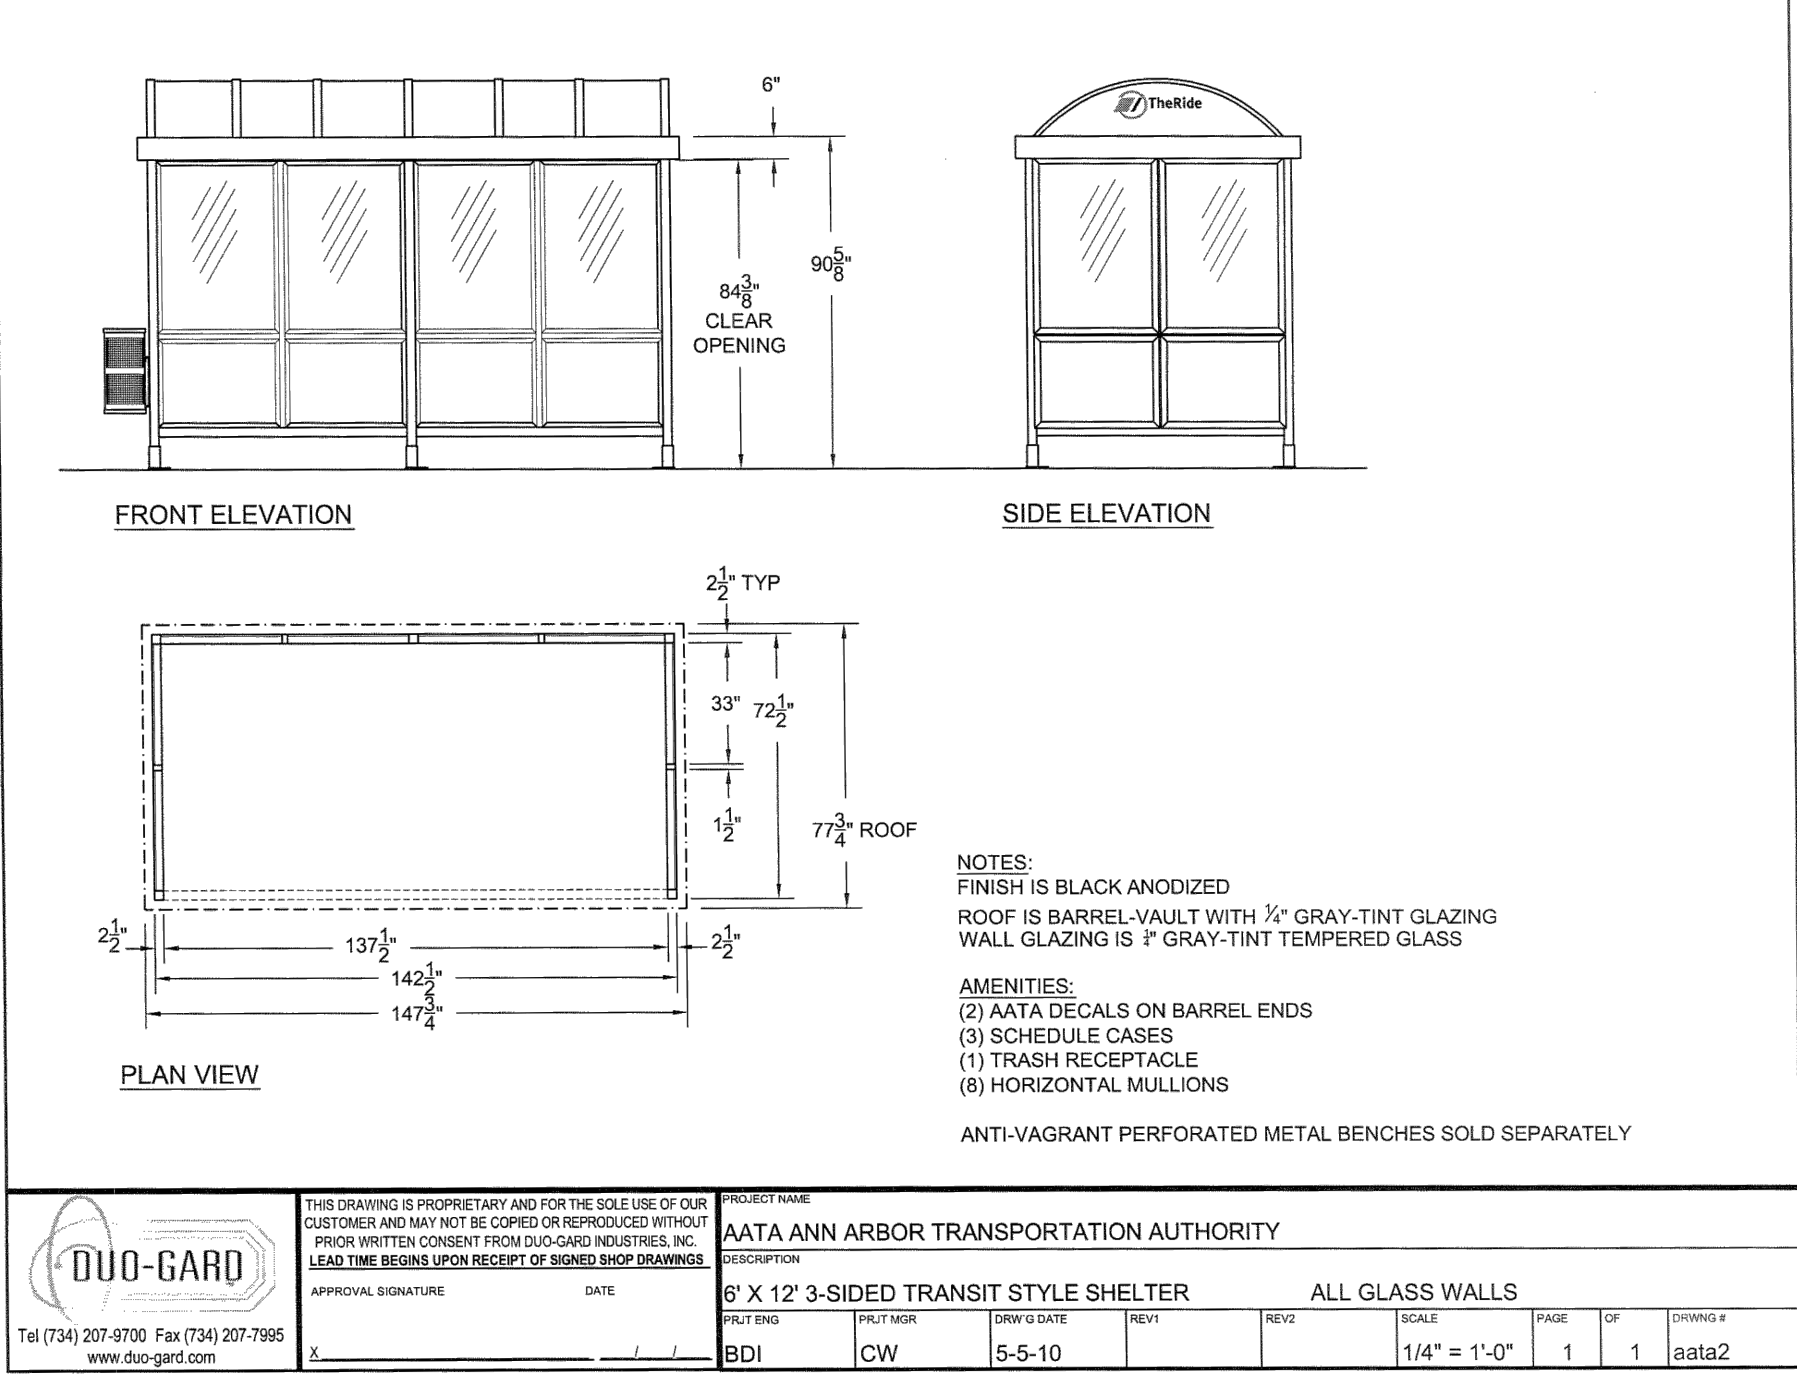 6"
TheRide
90 5/8"
84 3/8"
CLEAR
OPENING
FRONT ELEVATION
SIDE ELEVATION
2 1/2" TYP
33"
72 1/2"
1 1/2"
77 3/4" ROOF
2 1/2"
137 1/2"
2 1/2"
142 1/2"
147 3/4"
PLAN VIEW
NOTES:
FINISH IS BLACK ANODIZED
ROOF IS BARREL-VAULT WITH 1/4" GRAY-TINT GLAZING
WALL GLAZING IS 1/4" GRAY-TINT TEMPERED GLASS
AMENITIES:
(2) AATA DECALS ON BARREL ENDS
(3) SCHEDULE CASES
(1) TRASH RECEPTACLE
(8) HORIZONTAL MULLIONS
ANTI-VAGRANT PERFORATED METAL BENCHES SOLD SEPARATELY
DUO-GARD
Tel (734) 207-9700 Fax (734) 207-7995
www.duo-gard.com
THIS DRAWING IS PROPRIETARY AND FOR THE SOLE USE OF OUR
CUSTOMER AND MAY NOT BE COPIED OR REPRODUCED WITHOUT
PRIOR WRITTEN CONSENT FROM DUO-GARD INDUSTRIES, INC.
LEAD TIME BEGINS UPON RECEIPT OF SIGNED SHOP DRAWINGS
APPROVAL SIGNATURE DATE
X / /
PROJECT NAME
AATA ANN ARBOR TRANSPORTATION AUTHORITY
DESCRIPTION
6' X 12' 3-SIDED TRANSIT STYLE SHELTER ALL GLASS WALLS
PRJT ENG PRJT MGR DRW'G DATE REV1 REV2 SCALE PAGE OF DRWNG #
BDI CW 5-5-10 1/4" = 1'-0" 1 1 aata2